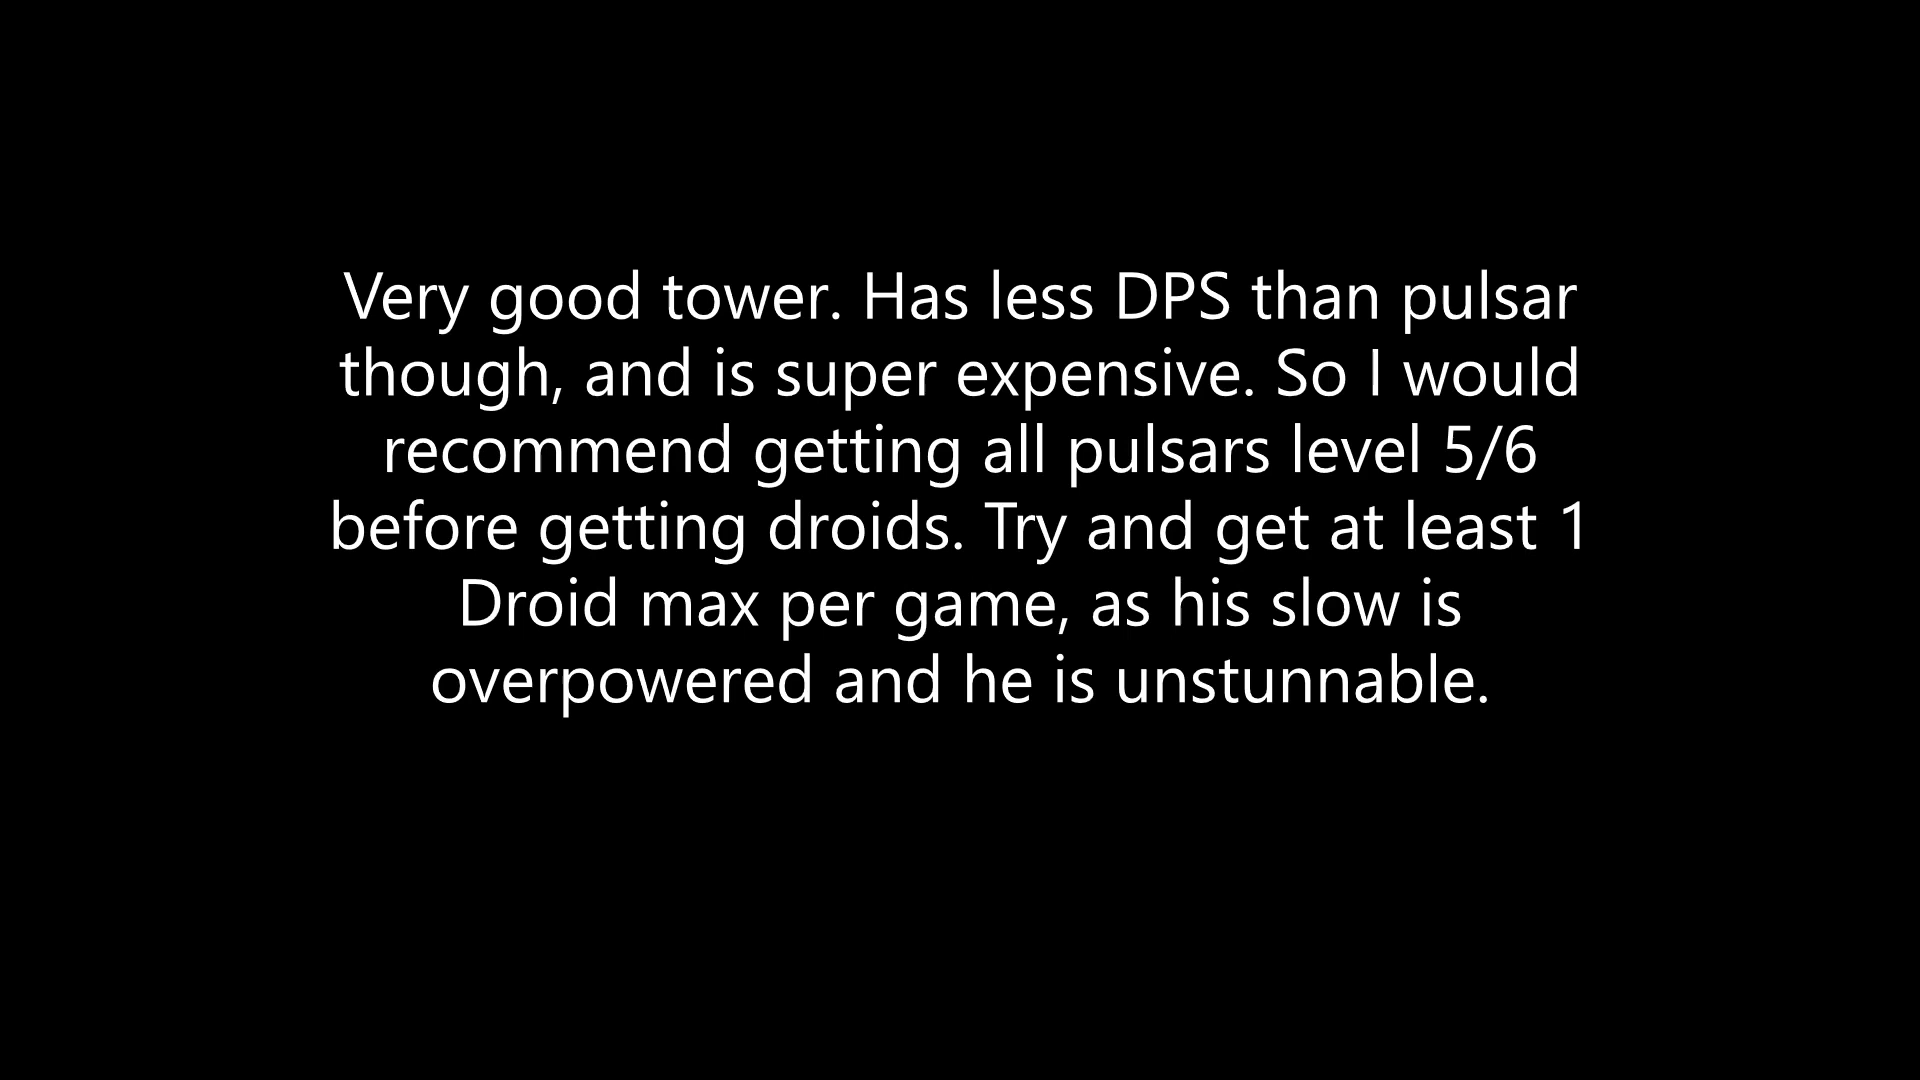 Very good tower. Has less DPS than pulsar
though, and is super expensive. So I would
recommend getting all pulsars level 5/6
before getting droids. Try and get at least 1
Droid max per game, as his slow is
overpowered and he is unstunnable.